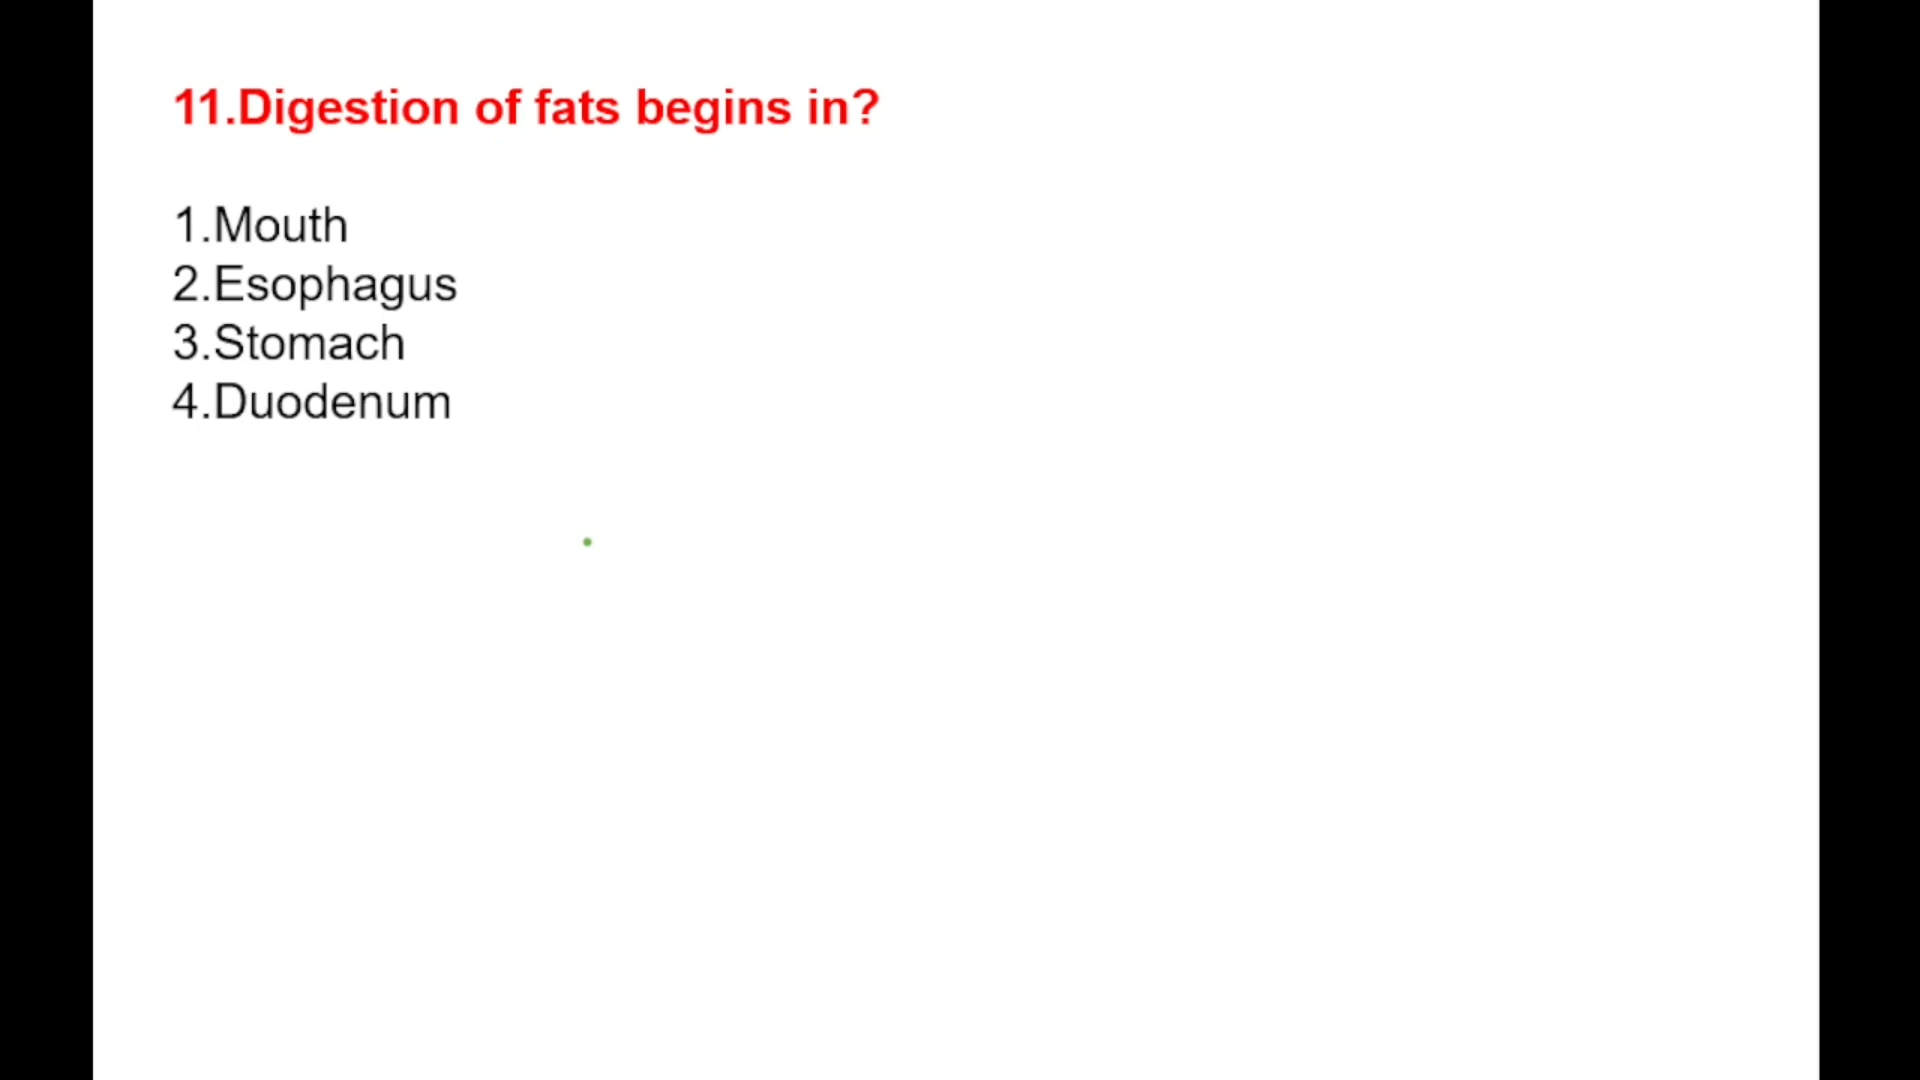 11.Digestion of fats begins in?
1.Mouth
2.Esophagus
3.Stomach
4.Duodenum